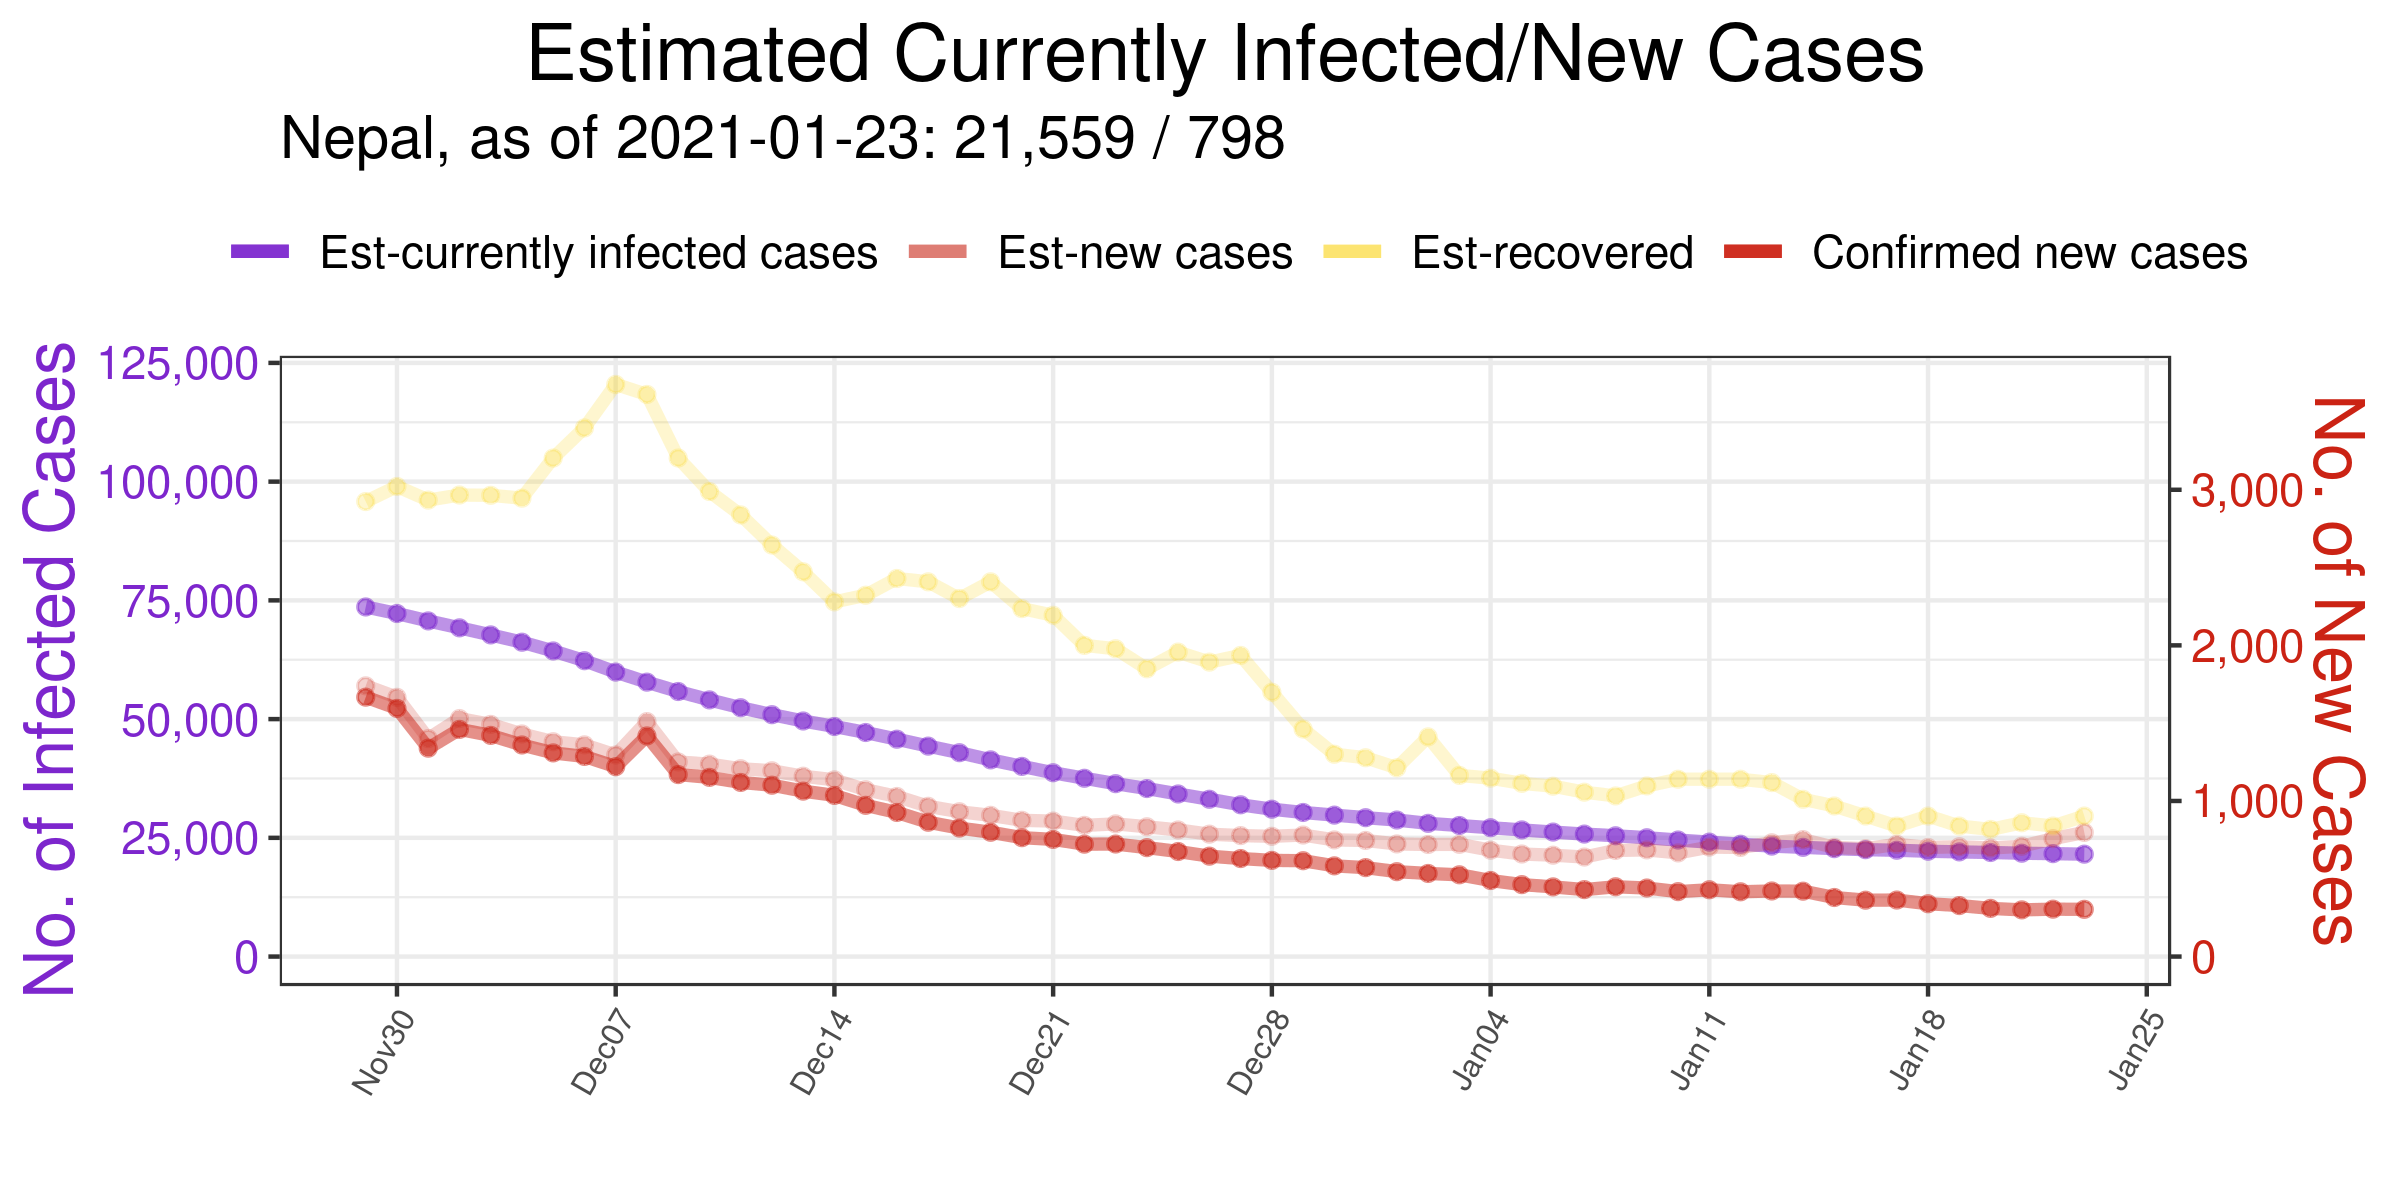 Estimated Currently Infected/New Cases
Nepal, as of 2021-01-23: 21,559 / 798
Est-currently infected cases Est-new cases Est-recovered Confirmed new cases
No. of Infected Cases
125,000
100,000
75,000
50,000
25,000
0
3,000
2,000
1,000
0
No. of New Cases
Nov30 Dec07 Dec14 Dec21 Dec28 Jan04 Jan11 Jan18 Jan25